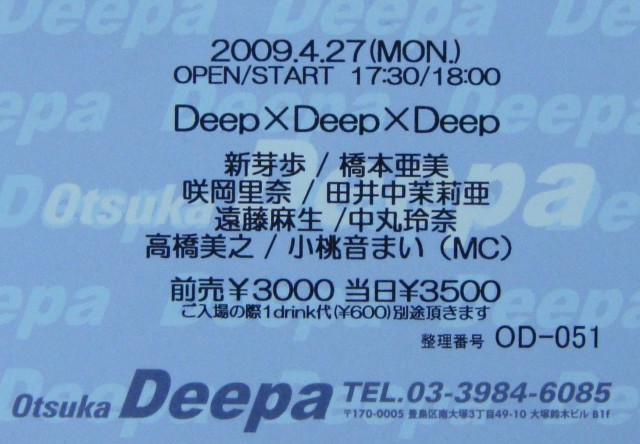 2009.4.27(MON.)
OPEN/START 17:30/18:00
Deep×Deep×Deep
新芽歩 / 橋本亜美
咲岡里奈 / 田井中茉莉亜
遠藤麻生 /中丸玲奈
高橋美之 / 小桃音まい（MC）
前売¥3000 当日¥3500
ご入場の際1drink代(¥600)別途頂きます
整理番号 OD-051
Otsuka Deepa TEL.03-3984-6085
〒170-0005 豊島区南大塚3丁目49-10 大塚鈴木ビル B1f